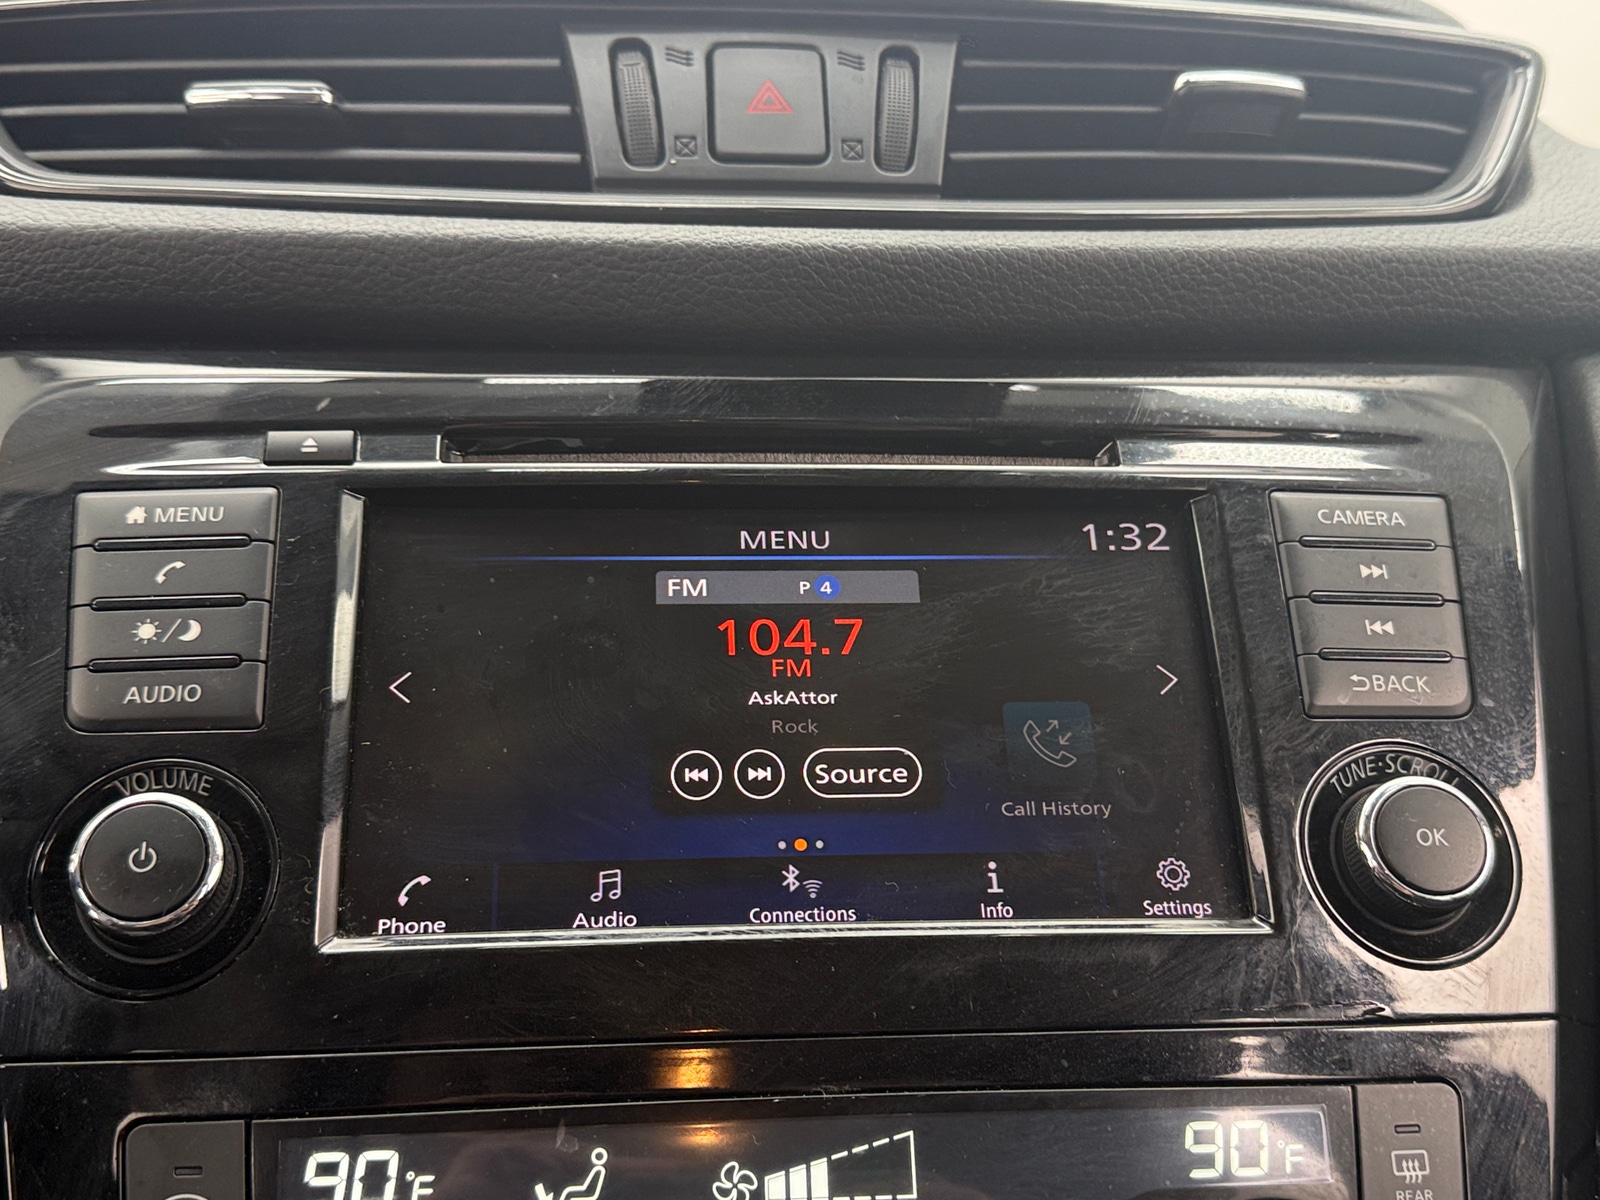 MENU
CAMERA
MENU 1:32
FM P 4
104.7
FM
AskAttor
Rock
AUDIO
BACK
Source
VOLUME
TUNE·SCROLL
OK
Call History
Phone
Audio
Connections
Info
Settings
90°F
90°F
REAR